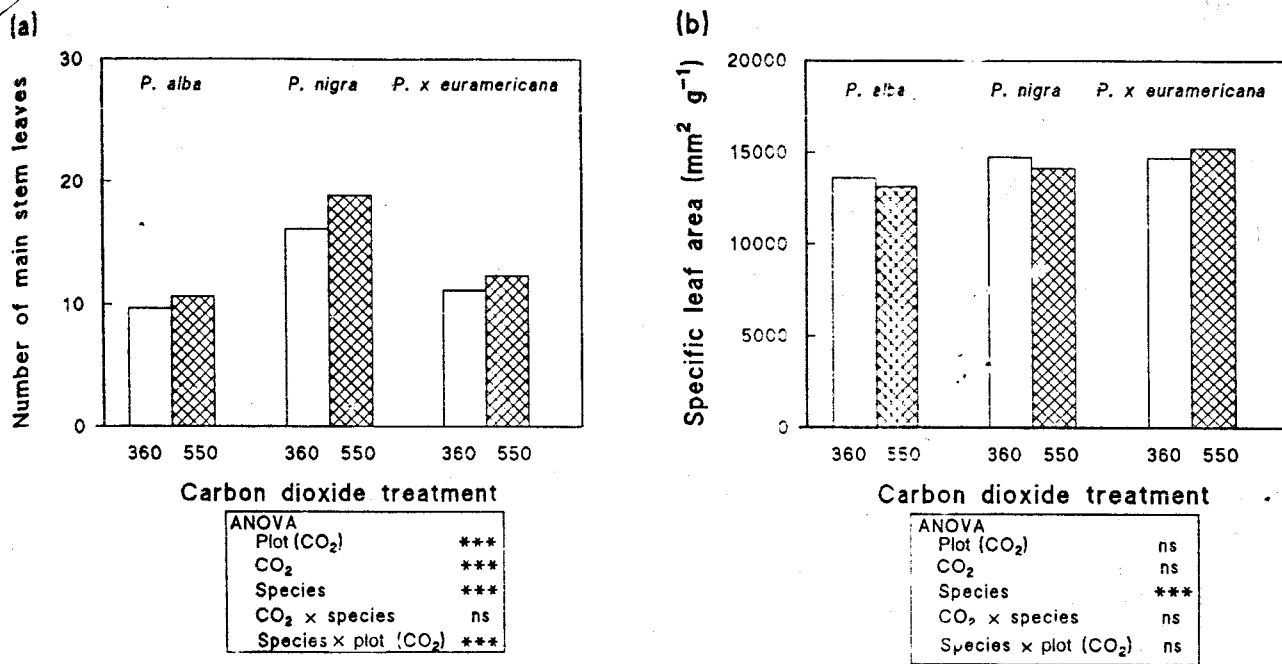 (a)
Number of main stem leaves
30
20
10
0
P. alba P. nigra P. x euramericana
360 550 360 550 360 550
Carbon dioxide treatment
ANOVA
Plot (CO₂) ***
CO₂ ***
Species ***
CO₂ × species ns
Species × plot (CO₂) ***
(b)
Specific leaf area (mm² g⁻¹)
20000
15000
10000
5000
0
P. alba P. nigra P. x euramericana
360 550 360 550 360 550
Carbon dioxide treatment
ANOVA
Plot (CO₂) ns
CO₂ ns
Species ***
CO₂ × species ns
Species × plot (CO₂) ns